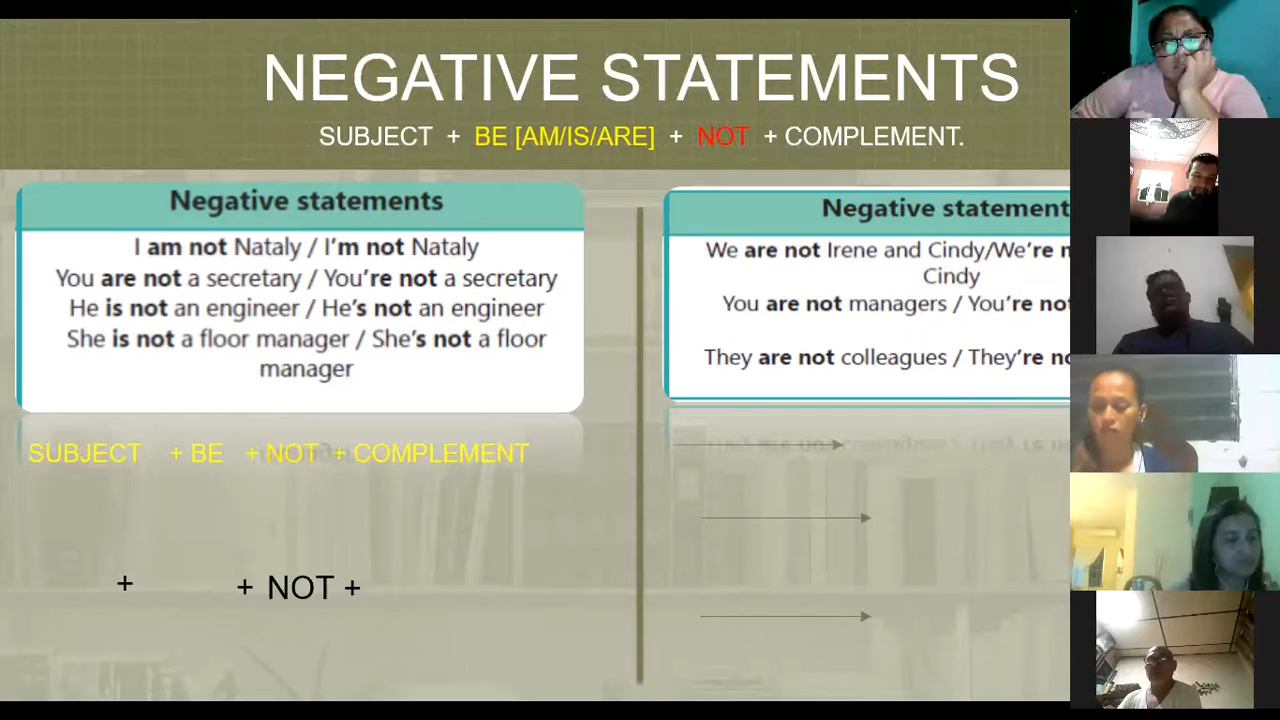 NEGATIVE STATEMENTS
SUBJECT + BE [AM/IS/ARE] + NOT + COMPLEMENT.
Negative statements
I am not Nataly / I'm not Nataly
You are not a secretary / You're not a secretary
He is not an engineer / He's not an engineer
She is not a floor manager / She's not a floor
manager
SUBJECT + BE + NOT + COMPLEMENT
+ + NOT +
Negative statement
We are not Irene and Cindy/We're
Cindy
You are not managers / You're not
They are not colleagues / They're